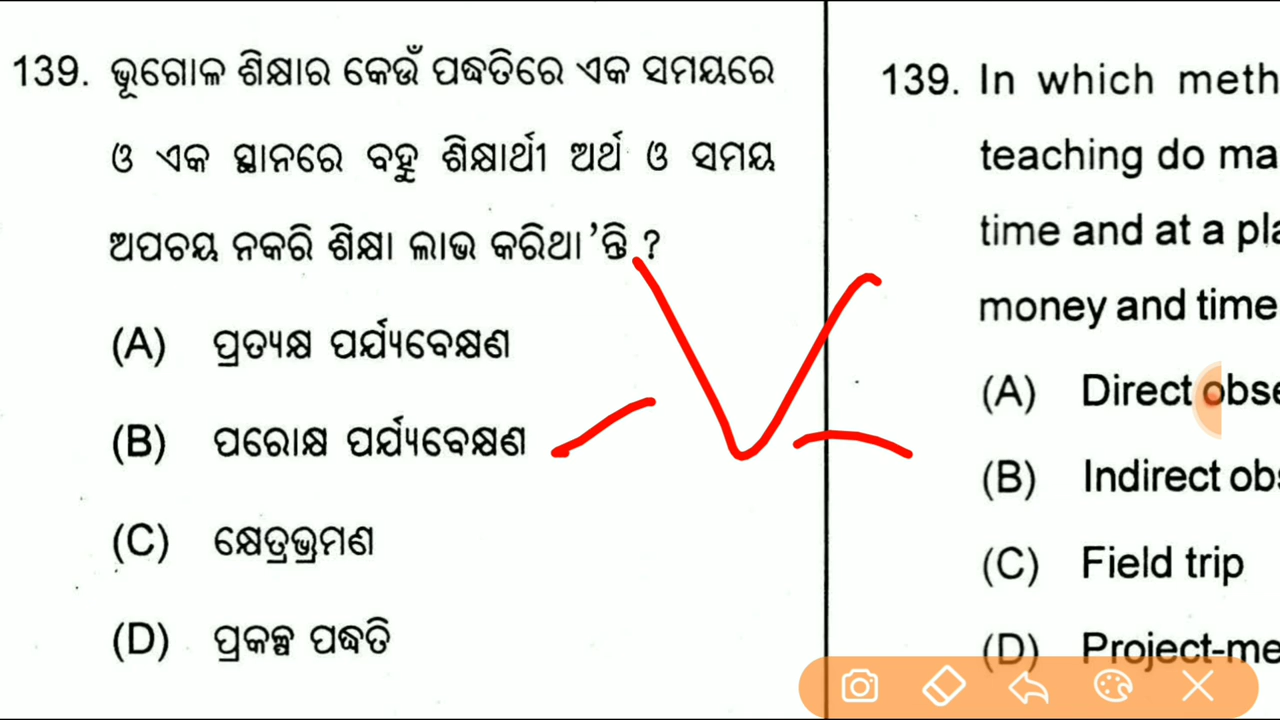 139. ଭୂଗୋଳ ଶିକ୍ଷାର କେଉଁ ପଦ୍ଧତିରେ ଏକ ସମୟରେ
ଓ ଏକ ସ୍ଥାନରେ ବହୁ ଶିକ୍ଷାର୍ଥୀ ଅର୍ଥ ଓ ସମୟ
ଅପଚୟ ନକରି ଶିକ୍ଷା ଲାଭ କରିଥା'ନ୍ତି ?
(A) ପ୍ରତ୍ୟକ୍ଷ ପର୍ଯ୍ୟବେକ୍ଷଣ
(B) ପରୋକ୍ଷ ପର୍ଯ୍ୟବେକ୍ଷଣ
(C) କ୍ଷେତ୍ରଭ୍ରମଣ
(D) ପ୍ରକଳ୍ପ ପଦ୍ଧତି
139. In which meth
teaching do ma
time and at a pla
money and time
(A) Direct obse
(B) Indirect obs
(C) Field trip
(D) Project-me